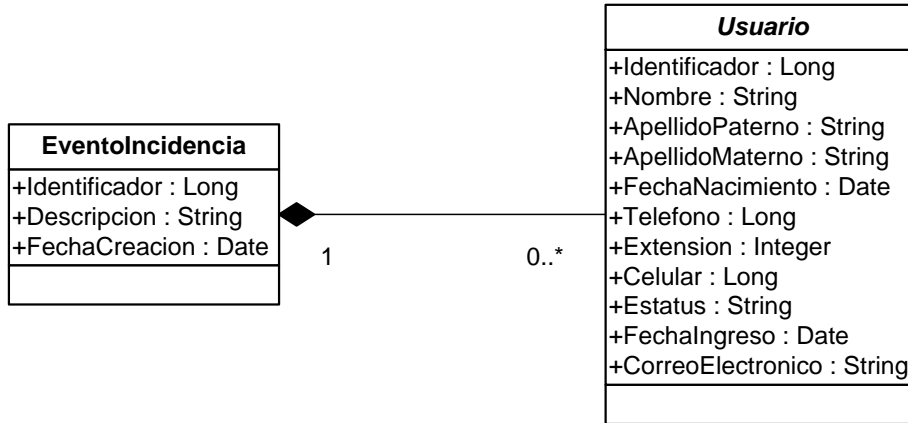 EventoIncidencia
+Identificador : Long
+Descripcion : String
+FechaCreacion : Date
1
0..*
Usuario
+Identificador : Long
+Nombre : String
+ApellidoPaterno : String
+ApellidoMaterno : String
+FechaNacimiento : Date
+Telefono : Long
+Extension : Integer
+Celular : Long
+Estatus : String
+FechaIngreso : Date
+CorreoElectronico : String